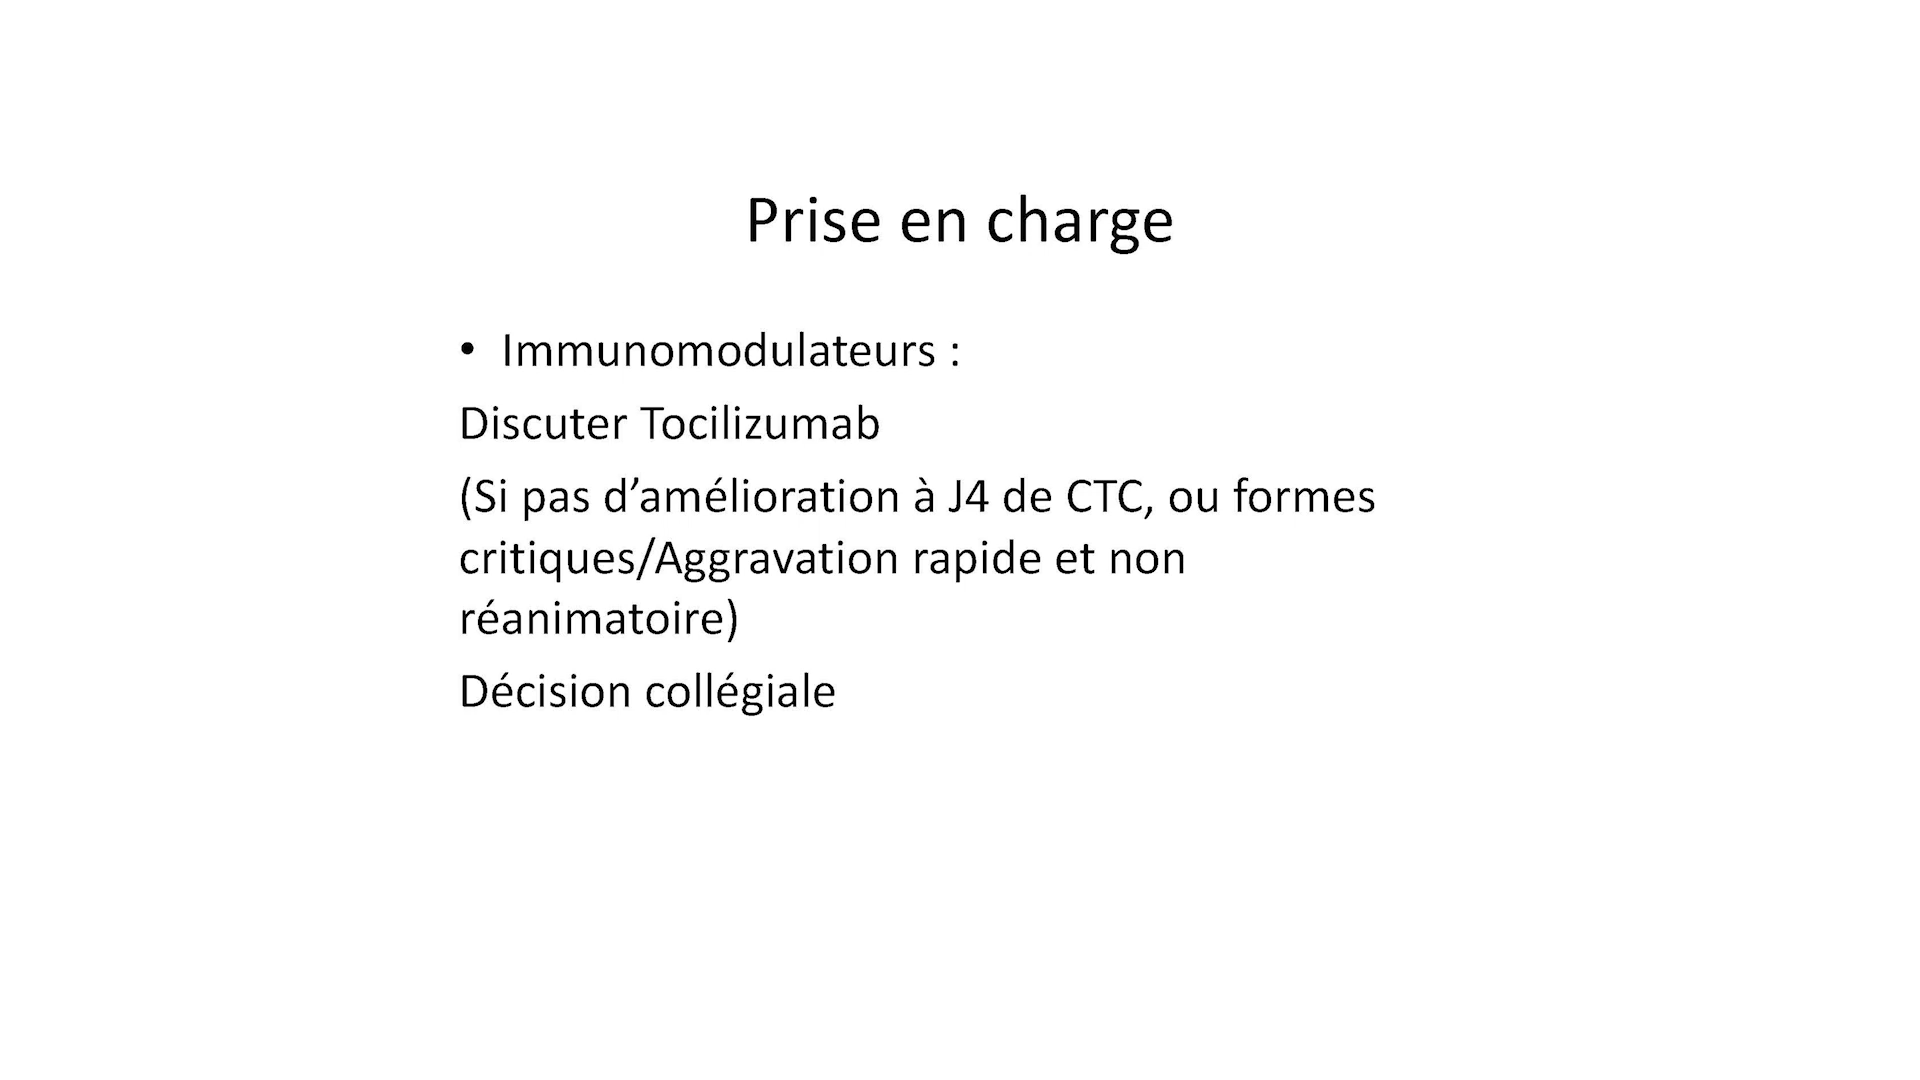 Prise en charge
• Immunomodulateurs :
Discuter Tocilizumab
(Si pas d’amélioration à J4 de CTC, ou formes
critiques/Aggravation rapide et non
réanimatoire)
Décision collégiale